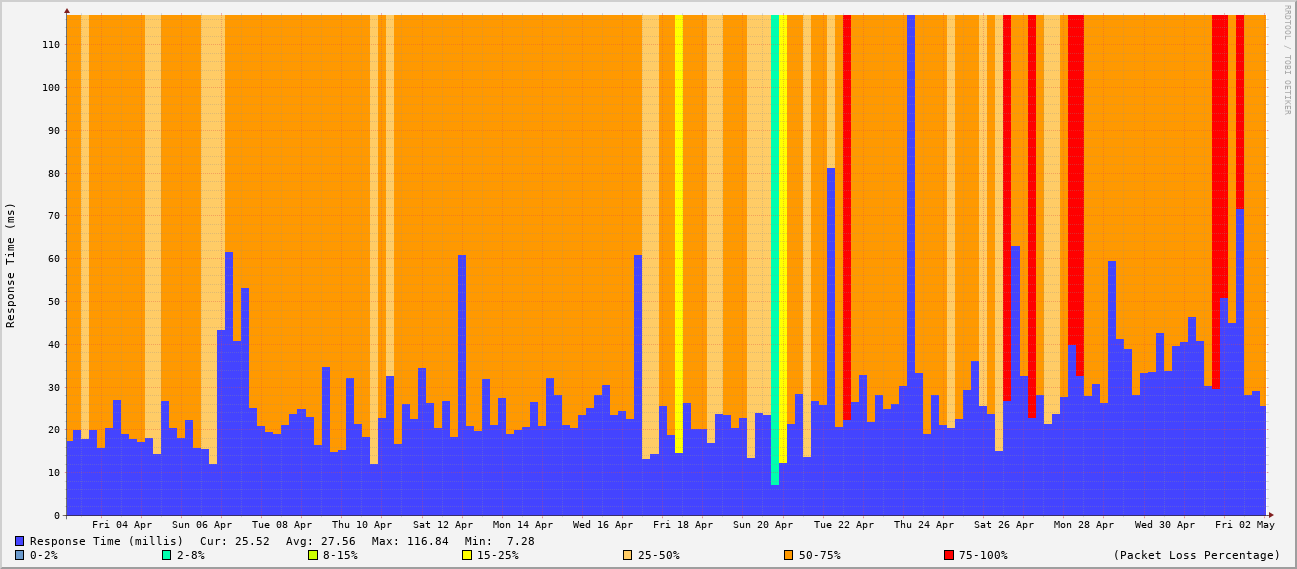 RRDTOOL / TOBI OETIKER
Response Time (ms)
110
100
90
80
70
60
50
40
30
20
10
0
Fri 04 Apr Sun 06 Apr Tue 08 Apr Thu 10 Apr Sat 12 Apr Mon 14 Apr Wed 16 Apr Fri 18 Apr Sun 20 Apr Tue 22 Apr Thu 24 Apr Sat 26 Apr Mon 28 Apr Wed 30 Apr Fri 02 May
Response Time (millis) Cur: 25.52 Avg: 27.56 Max: 116.84 Min: 7.28
0-2% 2-8% 8-15% 15-25% 25-50% 50-75% 75-100% (Packet Loss Percentage)